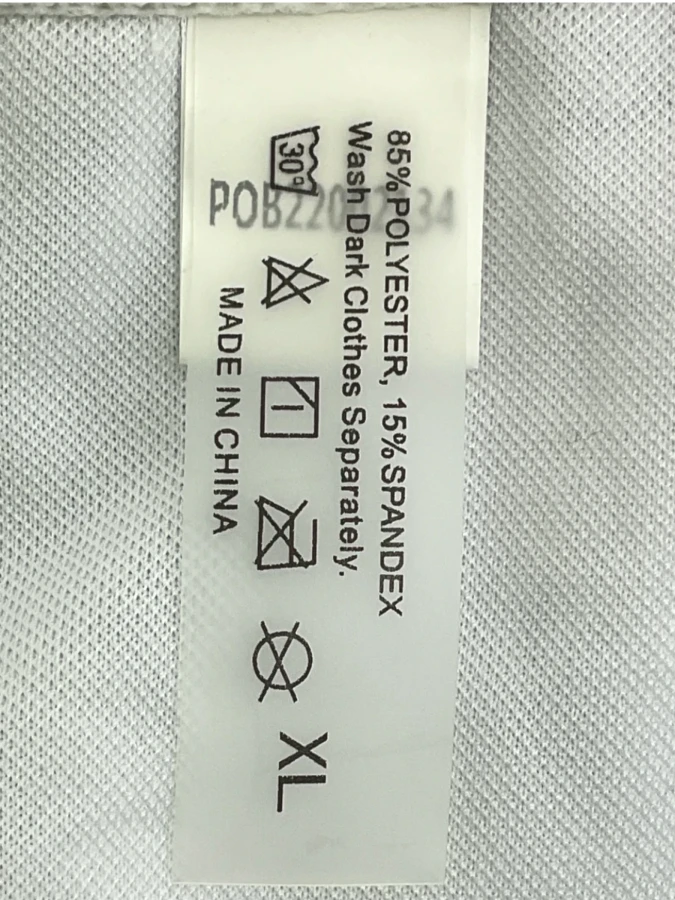 85%POLYESTER, 15%SPANDEX
Wash Dark Clothes Separately.
30°
XL
MADE IN CHINA